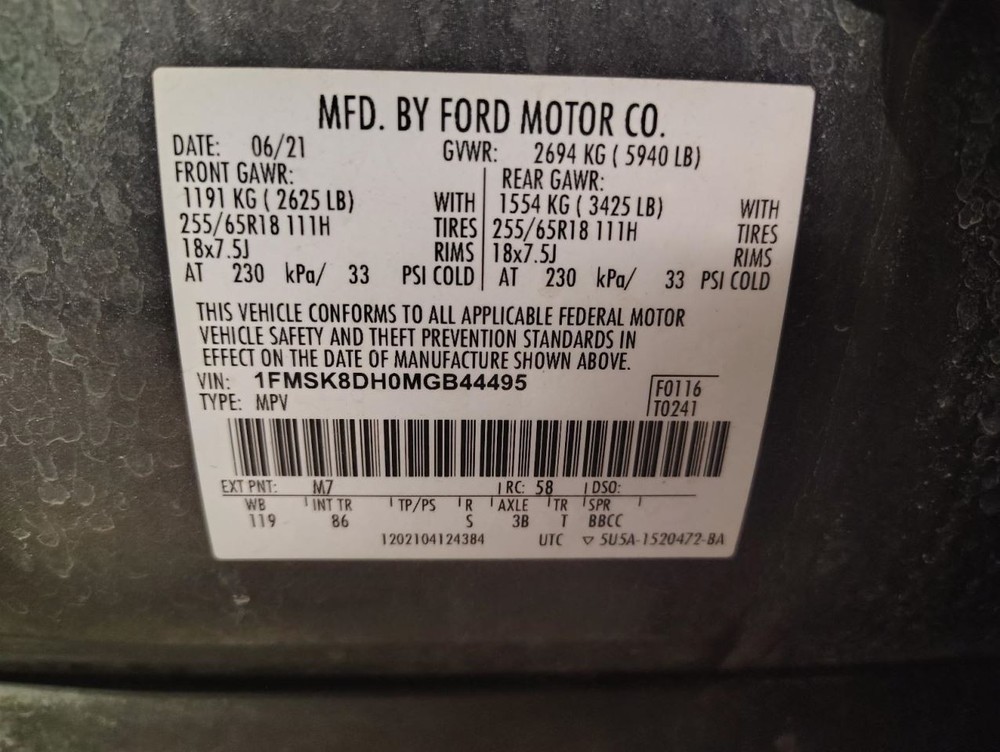 MFD. BY FORD MOTOR CO.
DATE: 06/21 GVWR: 2694 KG ( 5940 LB)
FRONT GAWR: REAR GAWR:
1191 KG ( 2625 LB) WITH 1554 KG ( 3425 LB) WITH
255/65R18 111H TIRES 255/65R18 111H TIRES
18x7.5J RIMS 18x7.5J RIMS
AT 230 kPa/ 33 PSI COLD AT 230 kPa/ 33 PSI COLD
THIS VEHICLE CONFORMS TO ALL APPLICABLE FEDERAL MOTOR
VEHICLE SAFETY AND THEFT PREVENTION STANDARDS IN
EFFECT ON THE DATE OF MANUFACTURE SHOWN ABOVE.
VIN: 1FMSK8DH0MGB44495 F0116
TYPE: MPV T0241
EXT PNT: M7 RC: 58 DSO:
WB INT TR TP/PS R AXLE TR SPR
119 86 S 3B T BBCC
1202104124384 UTC ▽ 5U5A-1520472-BA